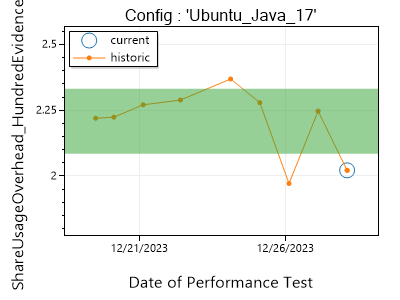 Config : 'Ubuntu_Java_17'
ShareUsageOverhead_HundredEvidence
current
historic
2.5
2.25
2
12/21/2023
12/26/2023
Date of Performance Test